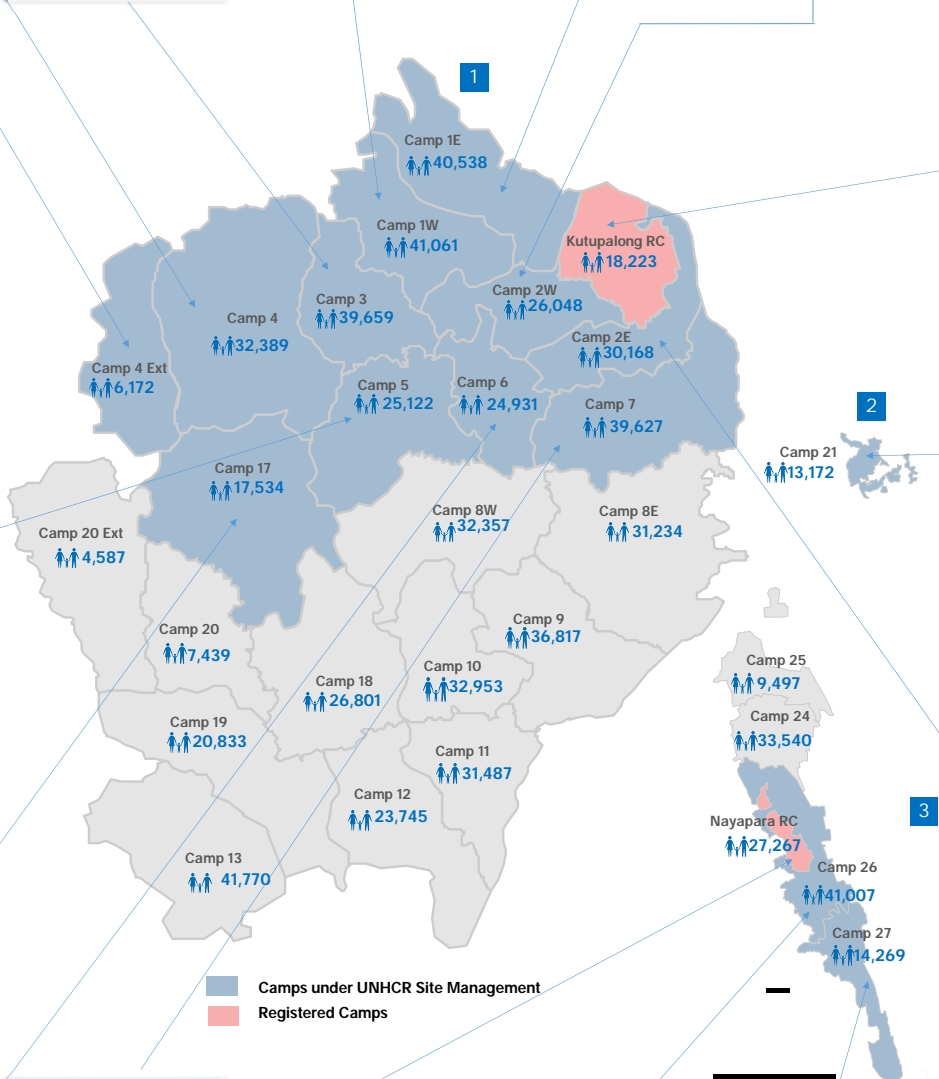 1
Camp 1E
40,538
Camp 1W
41,061
Kutupalong RC
18,223
Camp 2W
26,048
Camp 3
39,659
Camp 4
32,389
Camp 2E
30,168
Camp 4 Ext
6,172
Camp 5
25,122
Camp 6
24,931
Camp 7
39,627
2
Camp 21
13,172
Camp 17
17,534
Camp 8W
32,357
Camp 8E
31,234
Camp 20 Ext
4,587
Camp 20
7,439
Camp 9
36,817
Camp 10
32,953
Camp 18
26,801
Camp 25
9,497
Camp 24
33,540
Camp 19
20,833
Camp 11
31,487
Camp 12
23,745
3
Nayapara RC
27,267
Camp 13
41,770
Camp 26
41,007
Camp 27
14,269
Camps under UNHCR Site Management
Registered Camps